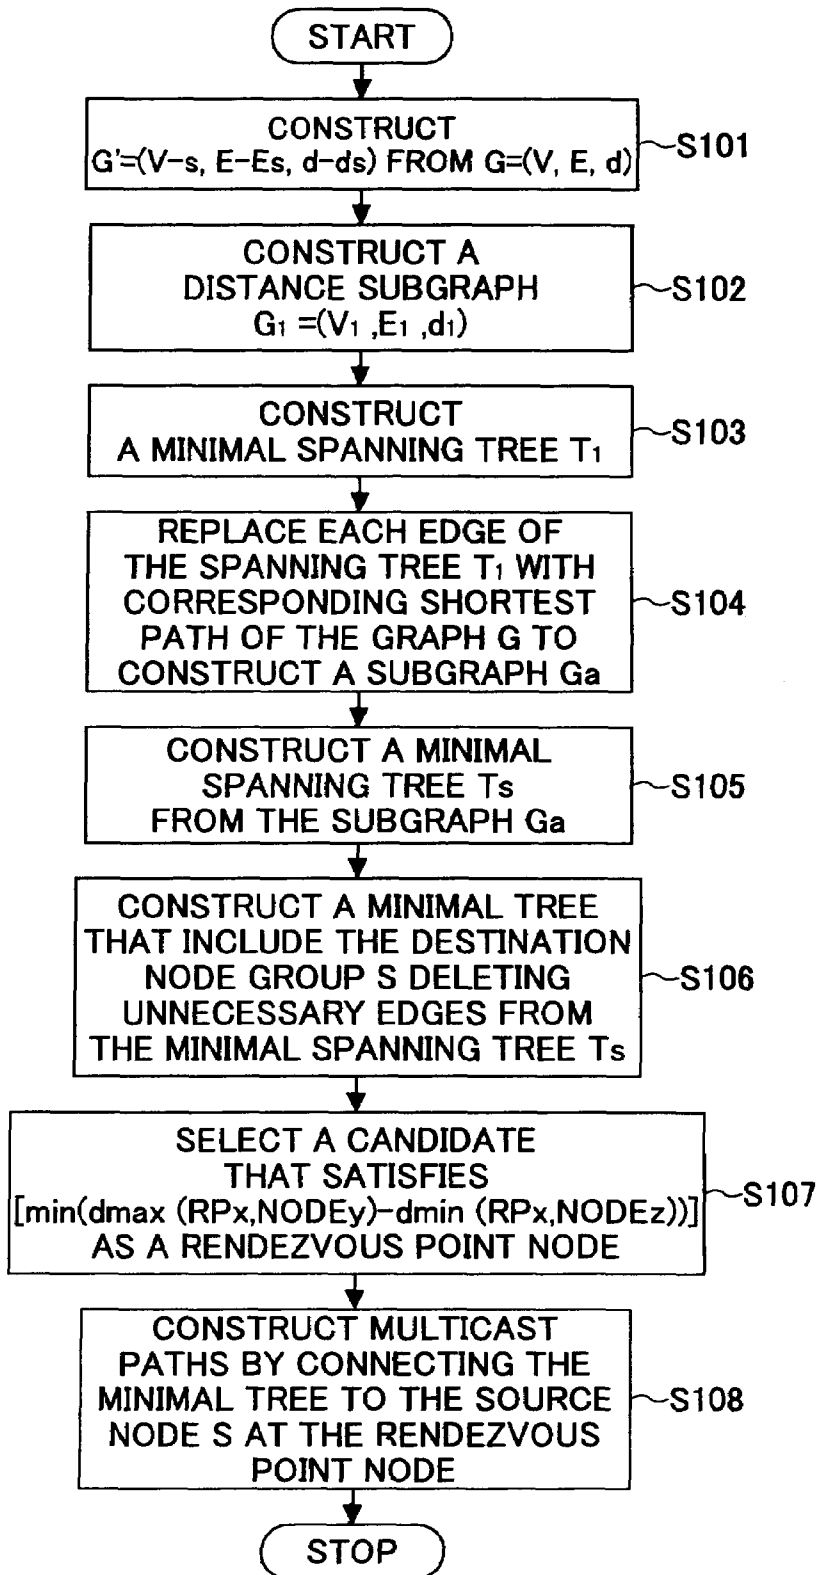 START
CONSTRUCT
G'=(V-s, E-Es, d-ds) FROM G=(V, E, d)
S101
CONSTRUCT A
DISTANCE SUBGRAPH
G1 =(V1 ,E1 ,d1)
S102
CONSTRUCT
A MINIMAL SPANNING TREE T1
S103
REPLACE EACH EDGE OF
THE SPANNING TREE T1 WITH
CORRESPONDING SHORTEST
PATH OF THE GRAPH G TO
CONSTRUCT A SUBGRAPH Ga
S104
CONSTRUCT A MINIMAL
SPANNING TREE Ts
FROM THE SUBGRAPH Ga
S105
CONSTRUCT A MINIMAL TREE
THAT INCLUDE THE DESTINATION
NODE GROUP S DELETING
UNNECESSARY EDGES FROM
THE MINIMAL SPANNING TREE Ts
S106
SELECT A CANDIDATE
THAT SATISFIES
[min(dmax (RPx,NODEy)-dmin (RPx,NODEz))]
AS A RENDEZVOUS POINT NODE
S107
CONSTRUCT MULTICAST
PATHS BY CONNECTING THE
MINIMAL TREE TO THE SOURCE
NODE S AT THE RENDEZVOUS
POINT NODE
S108
STOP